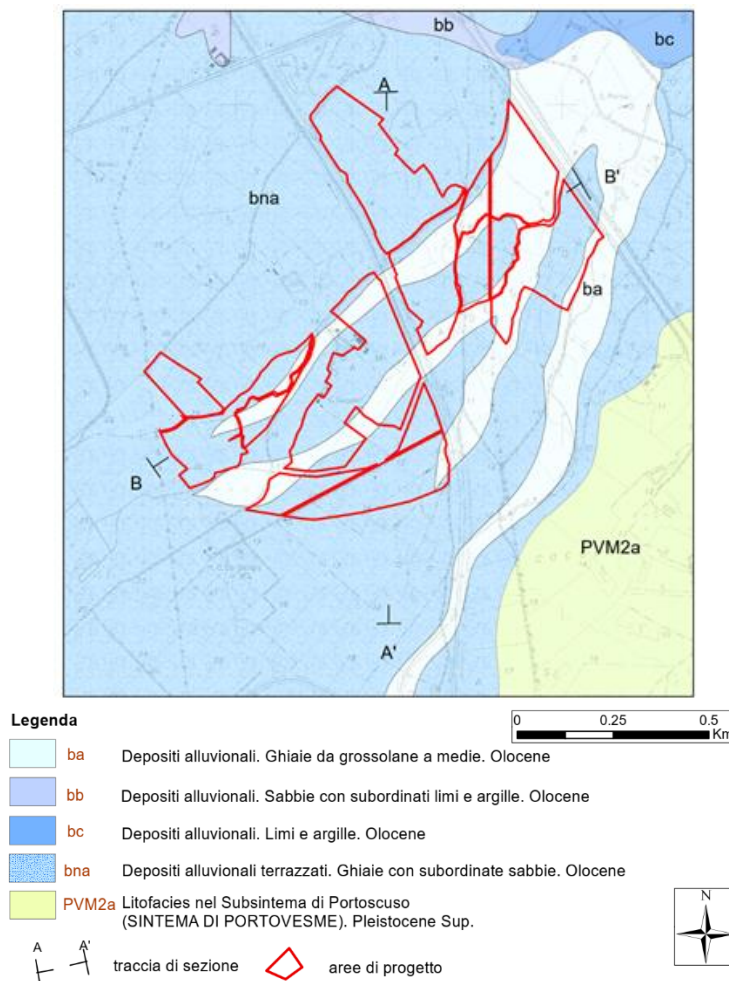 bb
bc
A
B'
bna
ba
B
PVM2a
A'
Legenda
0 0.25 0.5
Km
ba Depositi alluvionali. Ghiaie da grossolane a medie. Olocene
bb Depositi alluvionali. Sabbie con subordinati limi e argille. Olocene
bc Depositi alluvionali. Limi e argille. Olocene
bna Depositi alluvionali terrazzati. Ghiaie con subordinate sabbie. Olocene
PVM2a Litofacies nel Subsintema di Portoscuso
(SINTEMA DI PORTOVESME). Pleistocene Sup.
N
A A' traccia di sezione aree di progetto